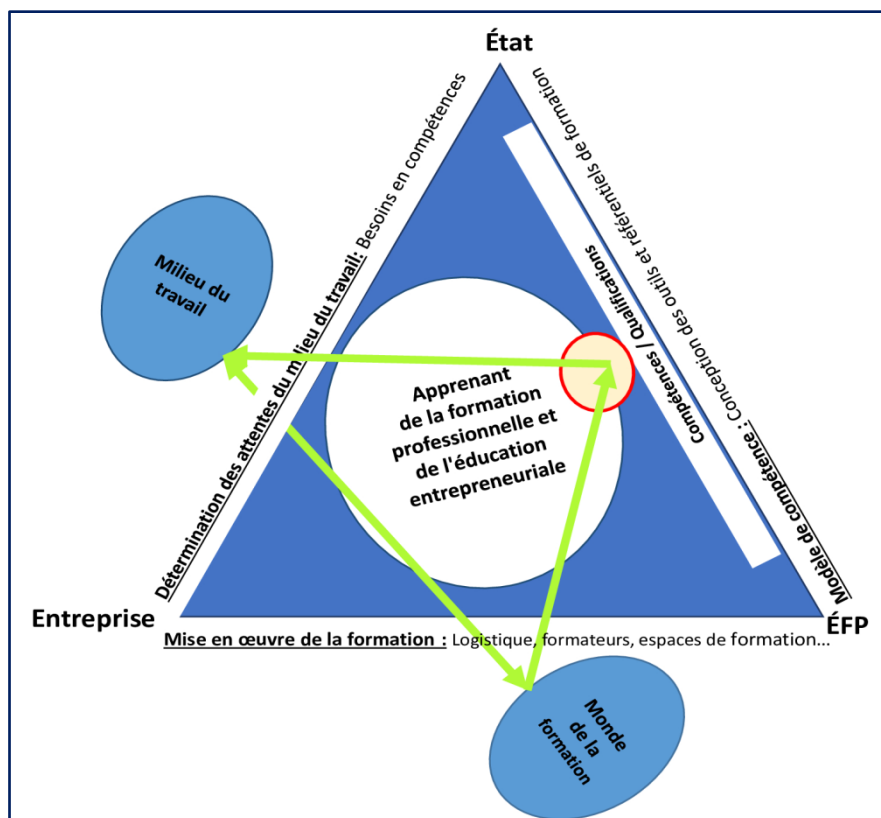 État
Détermination des attentes du milieu du travail: Besoins en compétences
Modèle de compétence : Conception des outils et référentiels de formation
Compétences / Qualifications
Milieu du
travail
Apprenant
de la formation
professionnelle et
de l'éducation
entrepreneuriale
Entreprise
ÉFP
Mise en œuvre de la formation : Logistique, formateurs, espaces de formation...
Monde
de la
formation